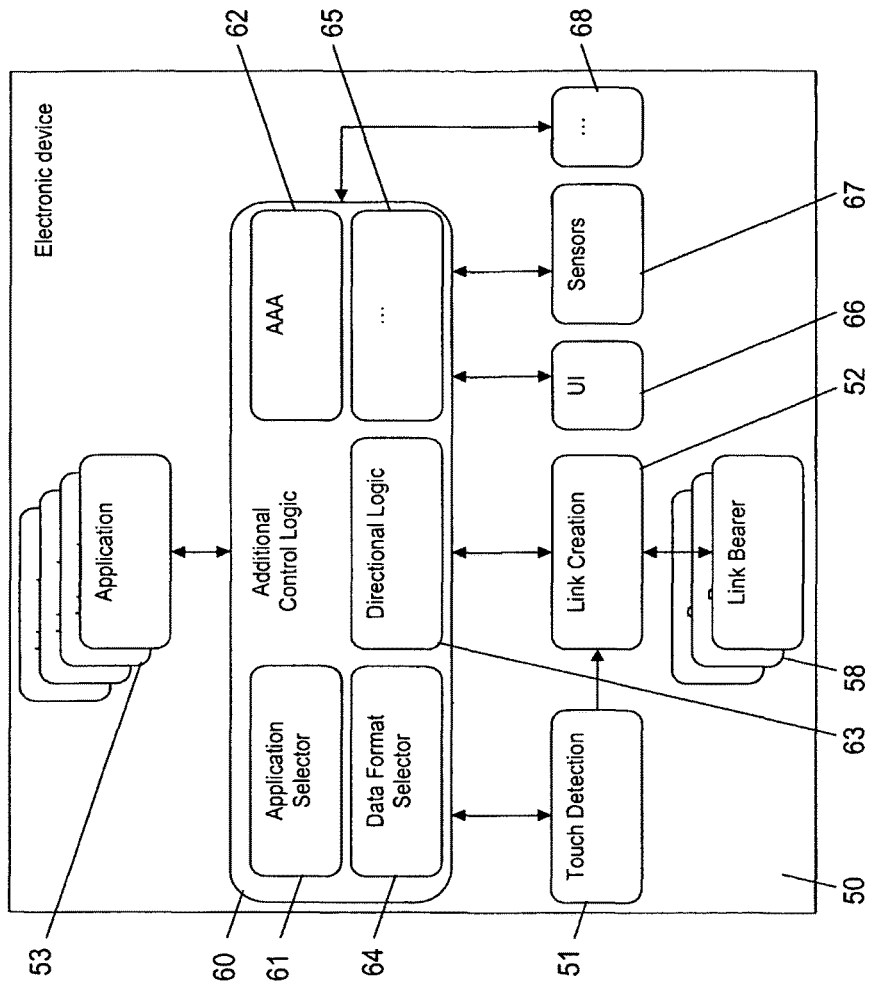 Electronic device
62
65
68
53
Application
60
Additional
Control Logic
61
Application
Selector
AAA
64
Data Format
Selector
Directional Logic
...
51
Touch Detection
Link Creation
UI
Sensors
...
Link Bearer
50
63
58
52
66
67